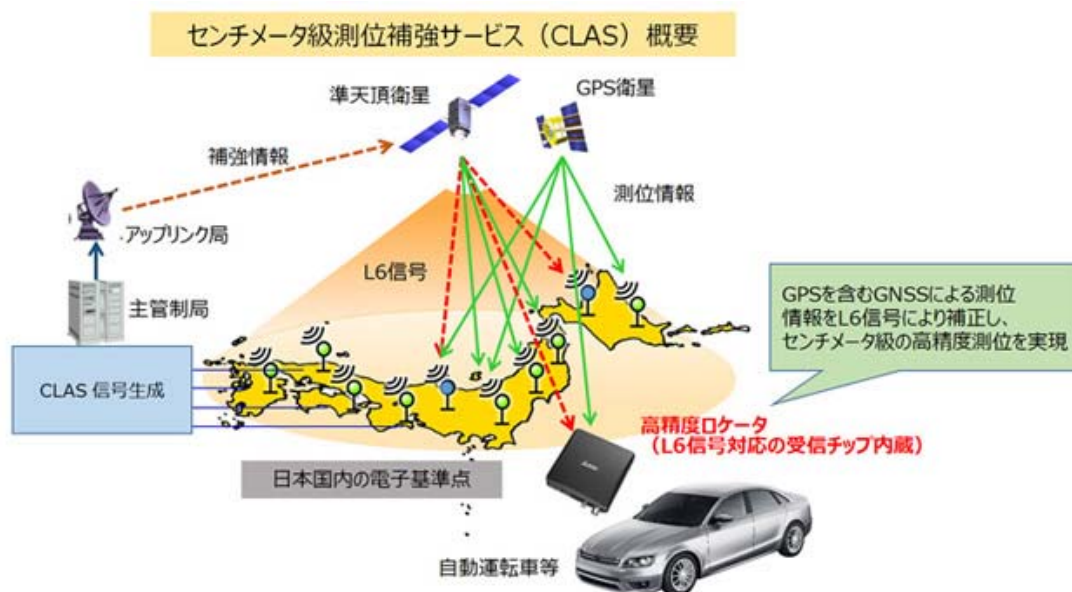 センチメータ級測位補強サービス（CLAS）概要
準天頂衛星
GPS衛星
補強情報
測位情報
アップリンク局
L6信号
主管制局
GPSを含むGNSSによる測位
情報をL6信号により補正し、
センチメータ級の高精度測位を実現
CLAS 信号生成
高精度ロケータ
（L6信号対応の受信チップ内蔵）
日本国内の電子基準点
自動運転車等